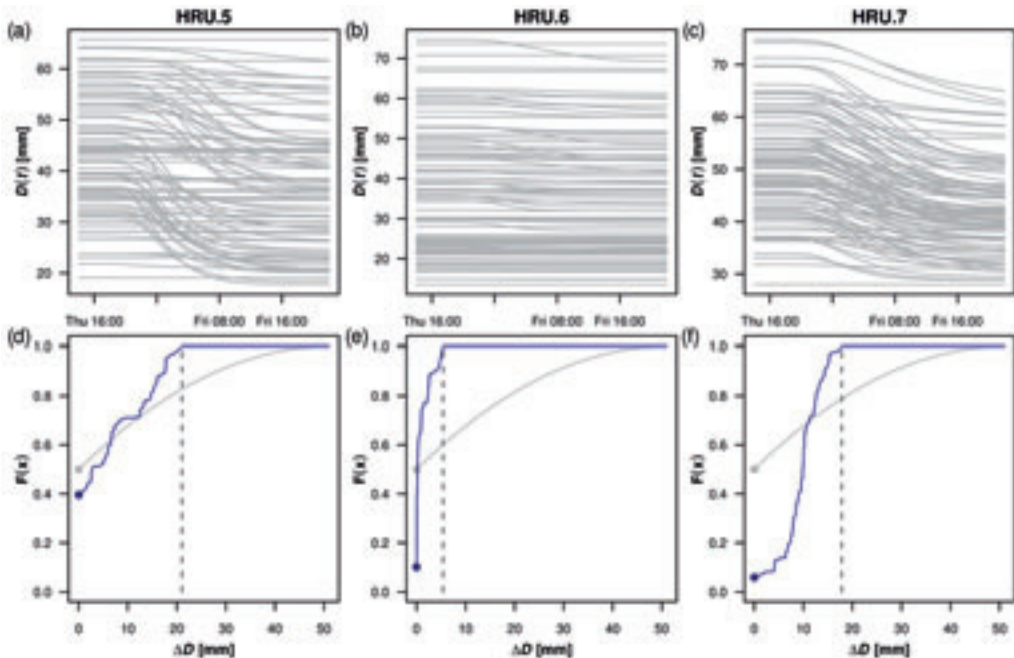 HRU.5
HRU.6
HRU.7
(a)
(b)
(c)
D(t) [mm]
D(t) [mm]
D(t) [mm]
60
50
40
30
20
70
60
50
40
30
20
70
60
50
40
30
Thu 16:00 Fri 08:00 Fri 16:00
Thu 16:00 Fri 08:00 Fri 16:00
Thu 16:00 Fri 08:00 Fri 16:00
(d)
(e)
(f)
F(x)
F(x)
F(x)
1.0
0.8
0.6
0.4
0.2
0.0
1.0
0.8
0.6
0.4
0.2
0.0
1.0
0.8
0.6
0.4
0.2
0.0
0 10 20 30 40 50
0 10 20 30 40 50
0 10 20 30 40 50
ΔD [mm]
ΔD [mm]
ΔD [mm]